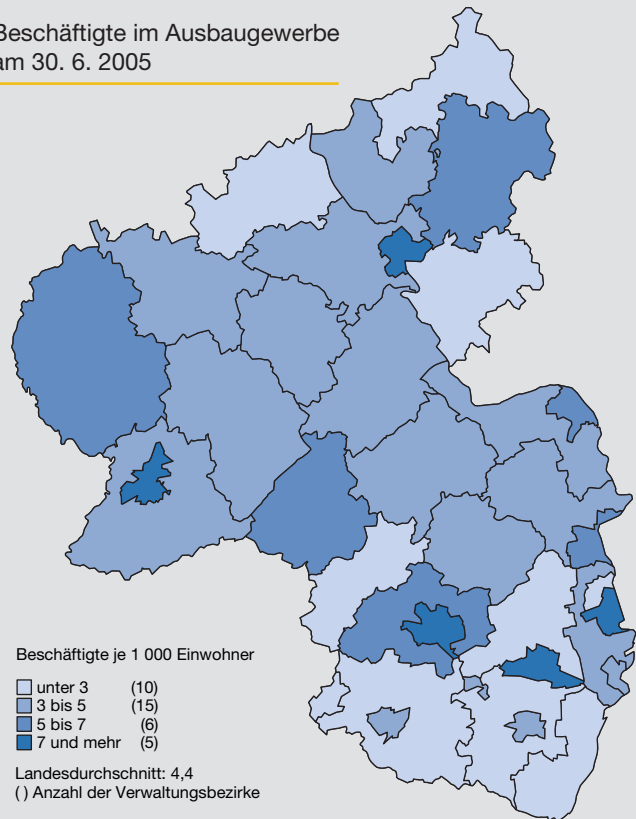 Beschäftigte im Ausbaugewerbe
am 30. 6. 2005
Beschäftigte je 1 000 Einwohner
unter 3 (10)
3 bis 5 (15)
5 bis 7 (6)
7 und mehr (5)
Landesdurchschnitt: 4,4
( ) Anzahl der Verwaltungsbezirke